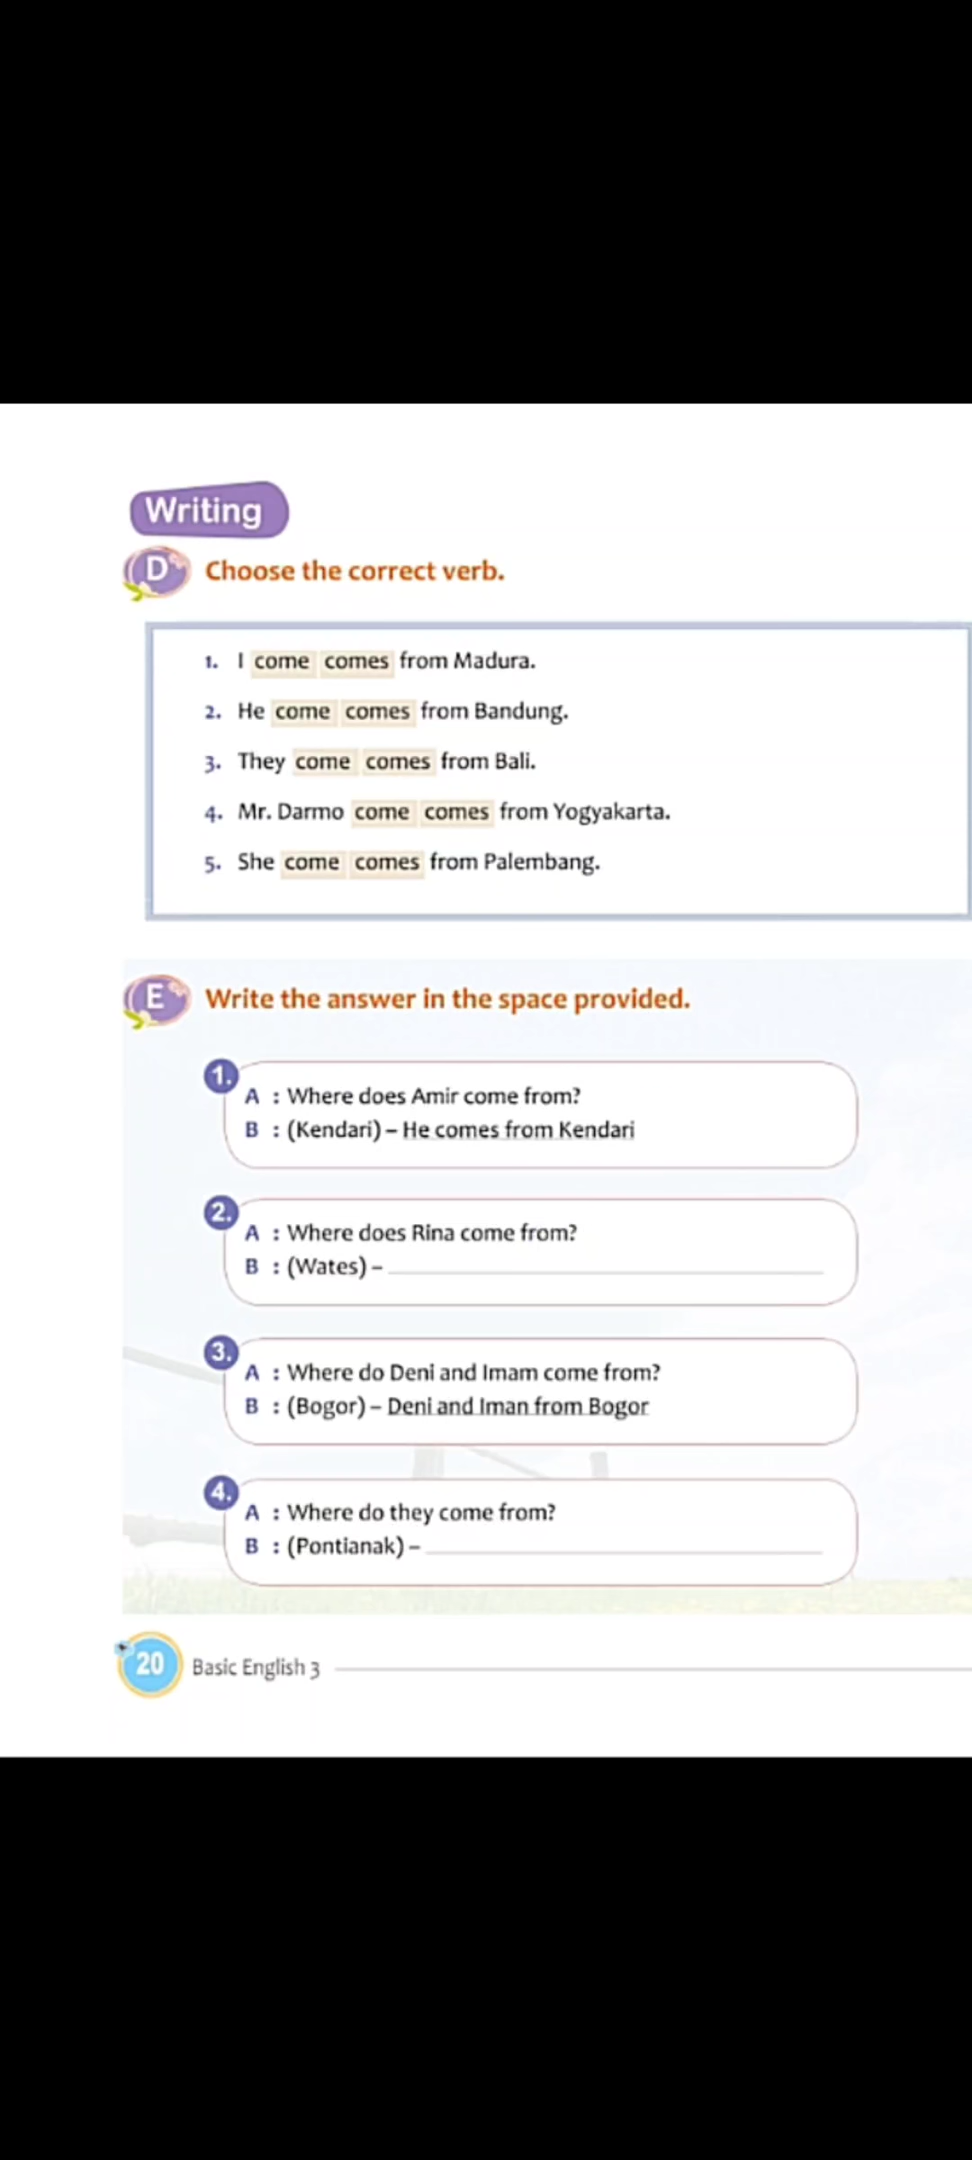 Writing
D Choose the correct verb.
1. I come comes from Madura.
2. He come comes from Bandung.
3. They come comes from Bali.
4. Mr. Darmo come comes from Yogyakarta.
5. She come comes from Palembang.
E Write the answer in the space provided.
1.
A : Where does Amir come from?
B : (Kendari) – He comes from Kendari
2.
A : Where does Rina come from?
B : (Wates) –
3.
A : Where do Deni and Imam come from?
B : (Bogor) – Deni and Iman from Bogor
4.
A : Where do they come from?
B : (Pontianak) –
20 Basic English 3